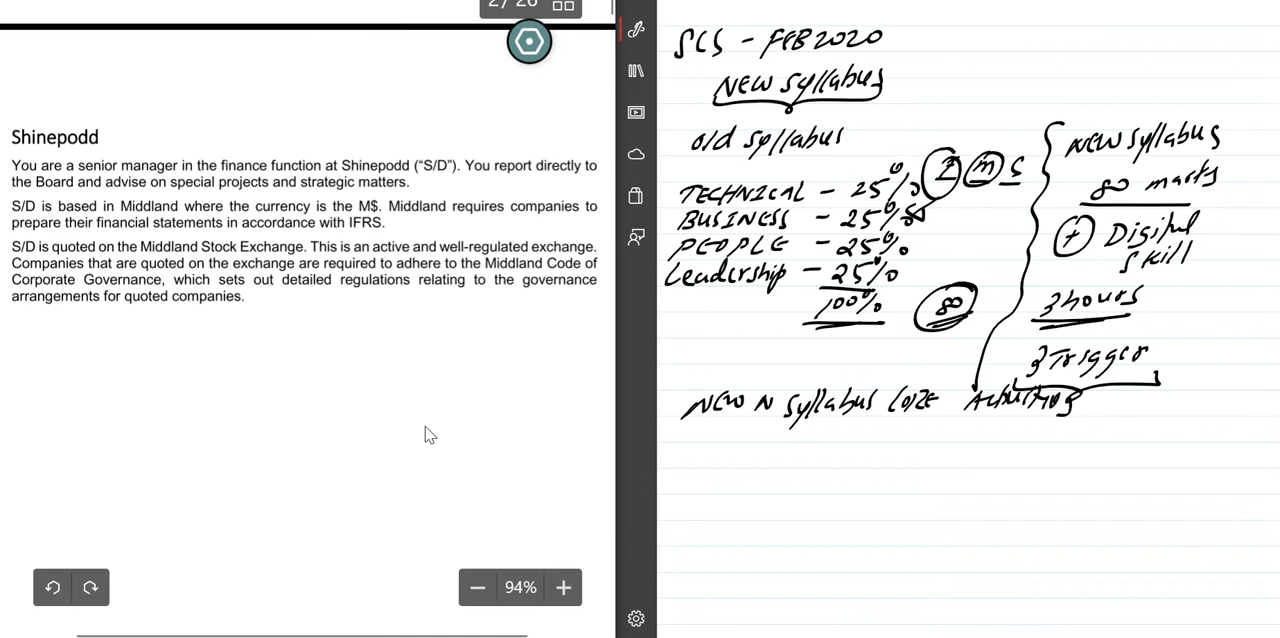 2 / 26
Shinepodd
You are a senior manager in the finance function at Shinepodd ("S/D"). You report directly to
the Board and advise on special projects and strategic matters.
S/D is based in Middland where the currency is the M$. Middland requires companies to
prepare their financial statements in accordance with IFRS.
S/D is quoted on the Middland Stock Exchange. This is an active and well-regulated exchange.
Companies that are quoted on the exchange are required to adhere to the Middland Code of
Corporate Governance, which sets out detailed regulations relating to the governance
arrangements for quoted companies.
94%
SCS - FEB 2020
NEW syllabus
old syllabus
TECHNICAL - 25%
BUSINESS - 25%
PEOPLE - 25%
Leadership - 25%
100%
80
m S
NEW syllabus
80 marks
+ Digital
skill
3 hours
3 Trigger
NEW syllabus